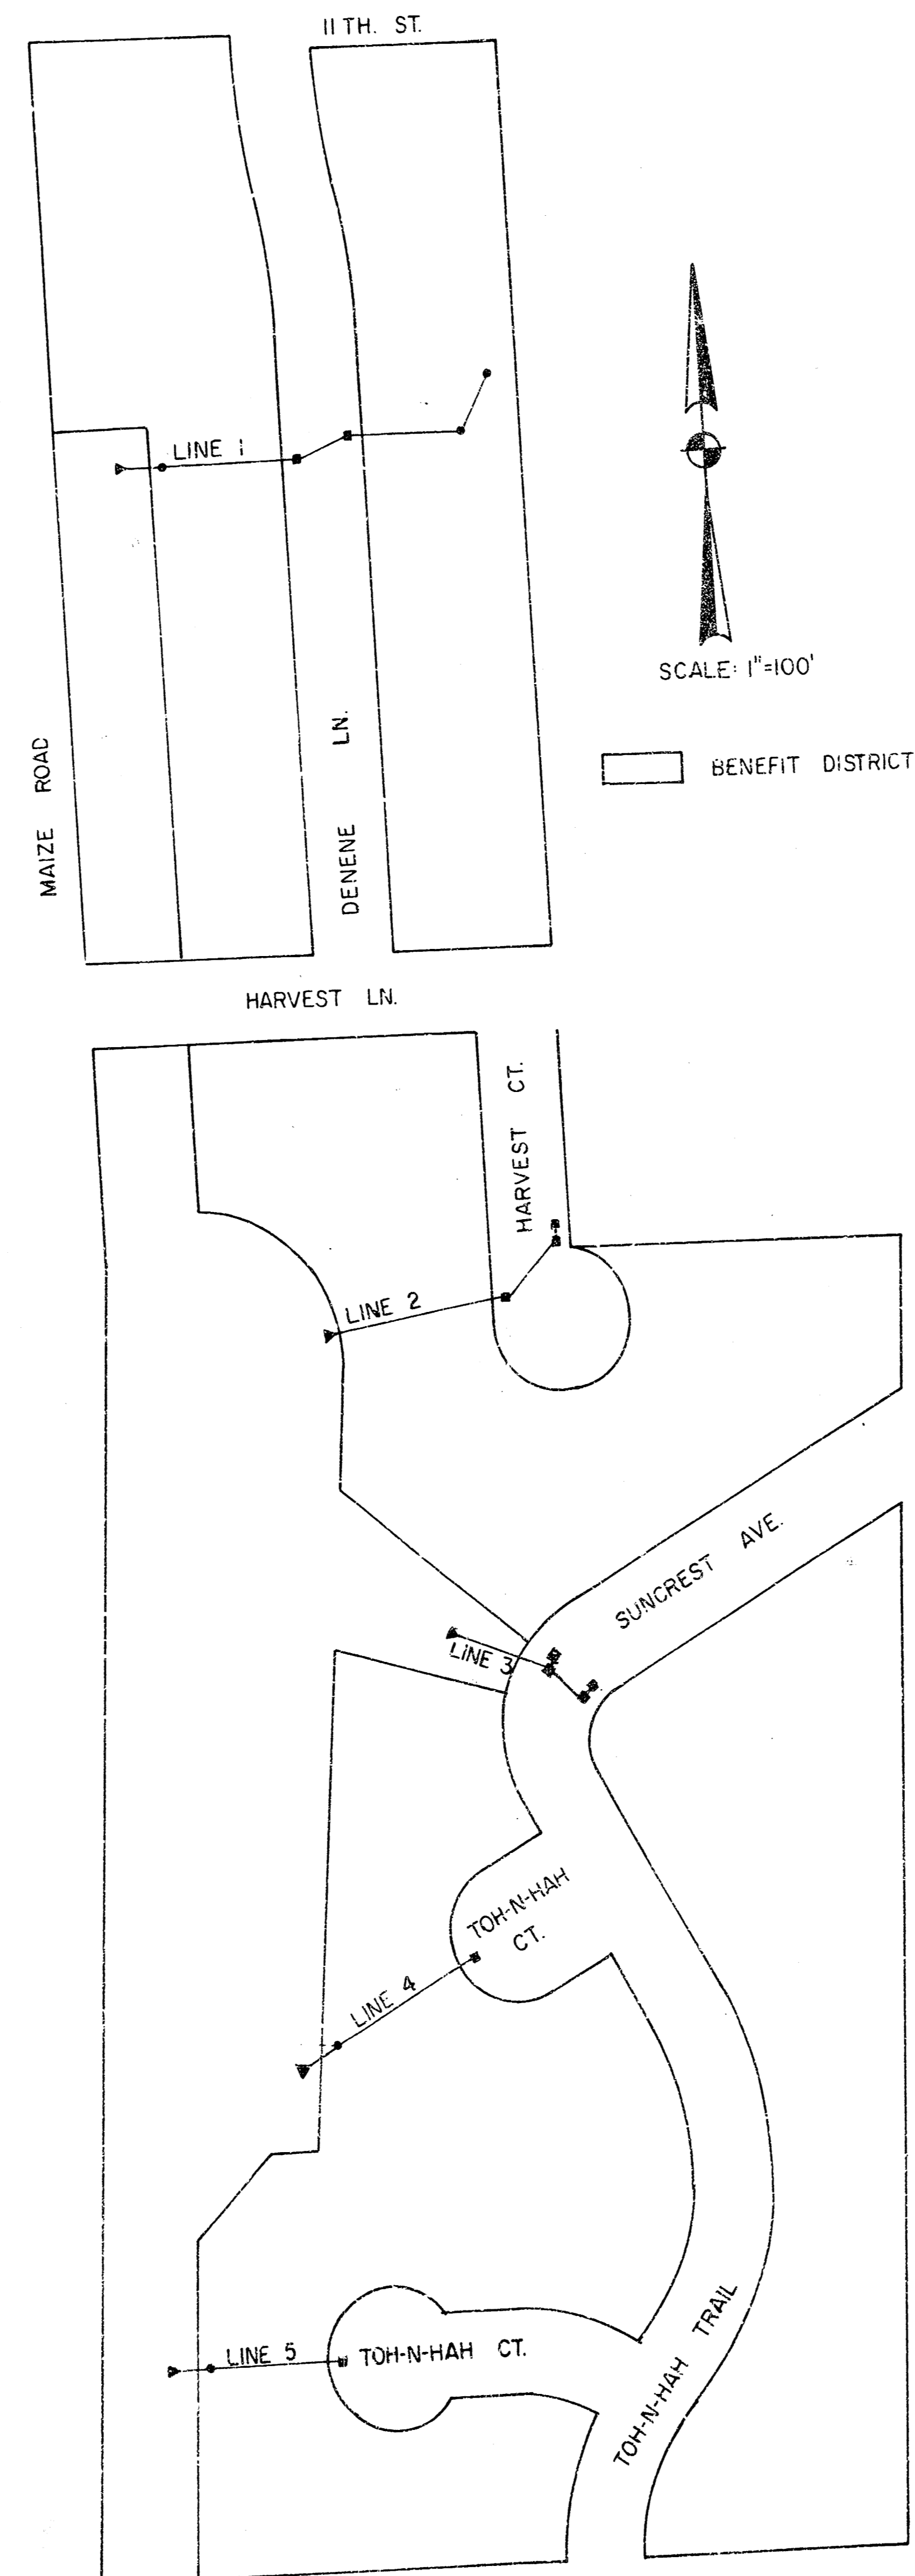 11TH. ST.
LINE 1
SCALE: 1"=100'
BENEFIT DISTRICT
MAIZE ROAD
DENENE LN.
HARVEST LN.
HARVEST CT.
LINE 2
SUNCREST AVE.
LINE 3
TOH-N-HAH
CT.
LINE 4
LINE 5
TOH-N-HAH CT.
TOH-N-HAH TRAIL